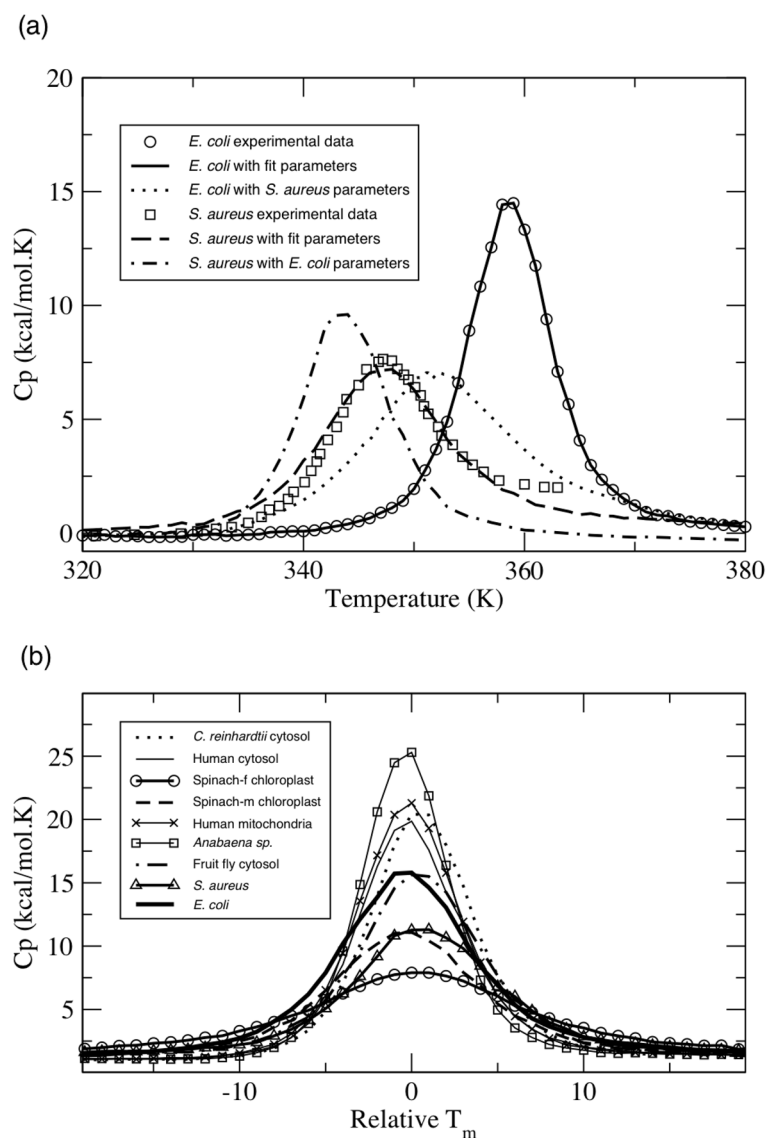 (a)
20
15
10
5
0
Cp (kcal/mol.K)
E. coli experimental data
E. coli with fit parameters
E. coli with S. aureus parameters
S. aureus experimental data
S. aureus with fit parameters
S. aureus with E. coli parameters
320
340
360
380
Temperature (K)
(b)
25
20
15
10
5
Cp (kcal/mol.K)
C. reinhardtii cytosol
Human cytosol
Spinach-f chloroplast
Spinach-m chloroplast
Human mitochondria
Anabaena sp.
Fruit fly cytosol
S. aureus
E. coli
-10
0
10
Relative Tm